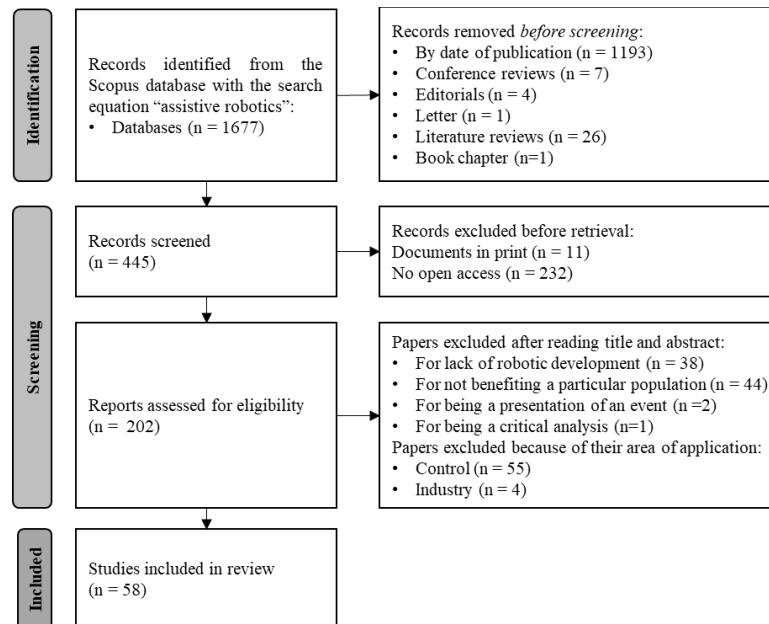 Identification
Records identified from the
Scopus database with the search
equation “assistive robotics”:
• Databases (n = 1677)
Records removed before screening:
• By date of publication (n = 1193)
• Conference reviews (n = 7)
• Editorials (n = 4)
• Letter (n = 1)
• Literature reviews (n = 26)
• Book chapter (n=1)
Screening
Records screened
(n = 445)
Records excluded before retrieval:
Documents in print (n = 11)
No open access (n = 232)
Reports assessed for eligibility
(n = 202)
Papers excluded after reading title and abstract:
• For lack of robotic development (n = 38)
• For not benefiting a particular population (n = 44)
• For being a presentation of an event (n =2)
• For being a critical analysis (n=1)
Papers excluded because of their area of application:
• Control (n = 55)
• Industry (n = 4)
Included
Studies included in review
(n = 58)